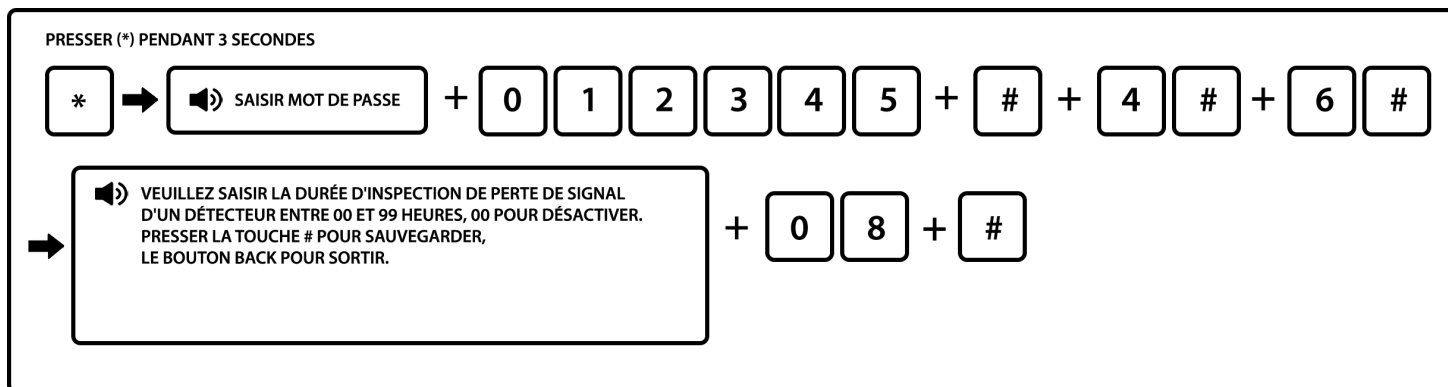 PRESSER (*) PENDANT 3 SECONDES
* SAISIR MOT DE PASSE + 0 1 2 3 4 5 + # + 4 # + 6 #
VEUILLEZ SAISIR LA DURÉE D'INSPECTION DE PERTE DE SIGNAL
D'UN DÉTECTEUR ENTRE 00 ET 99 HEURES, 00 POUR DÉSACTIVER.
PRESSER LA TOUCHE # POUR SAUVEGARDER,
LE BOUTON BACK POUR SORTIR.
+ 0 8 + #